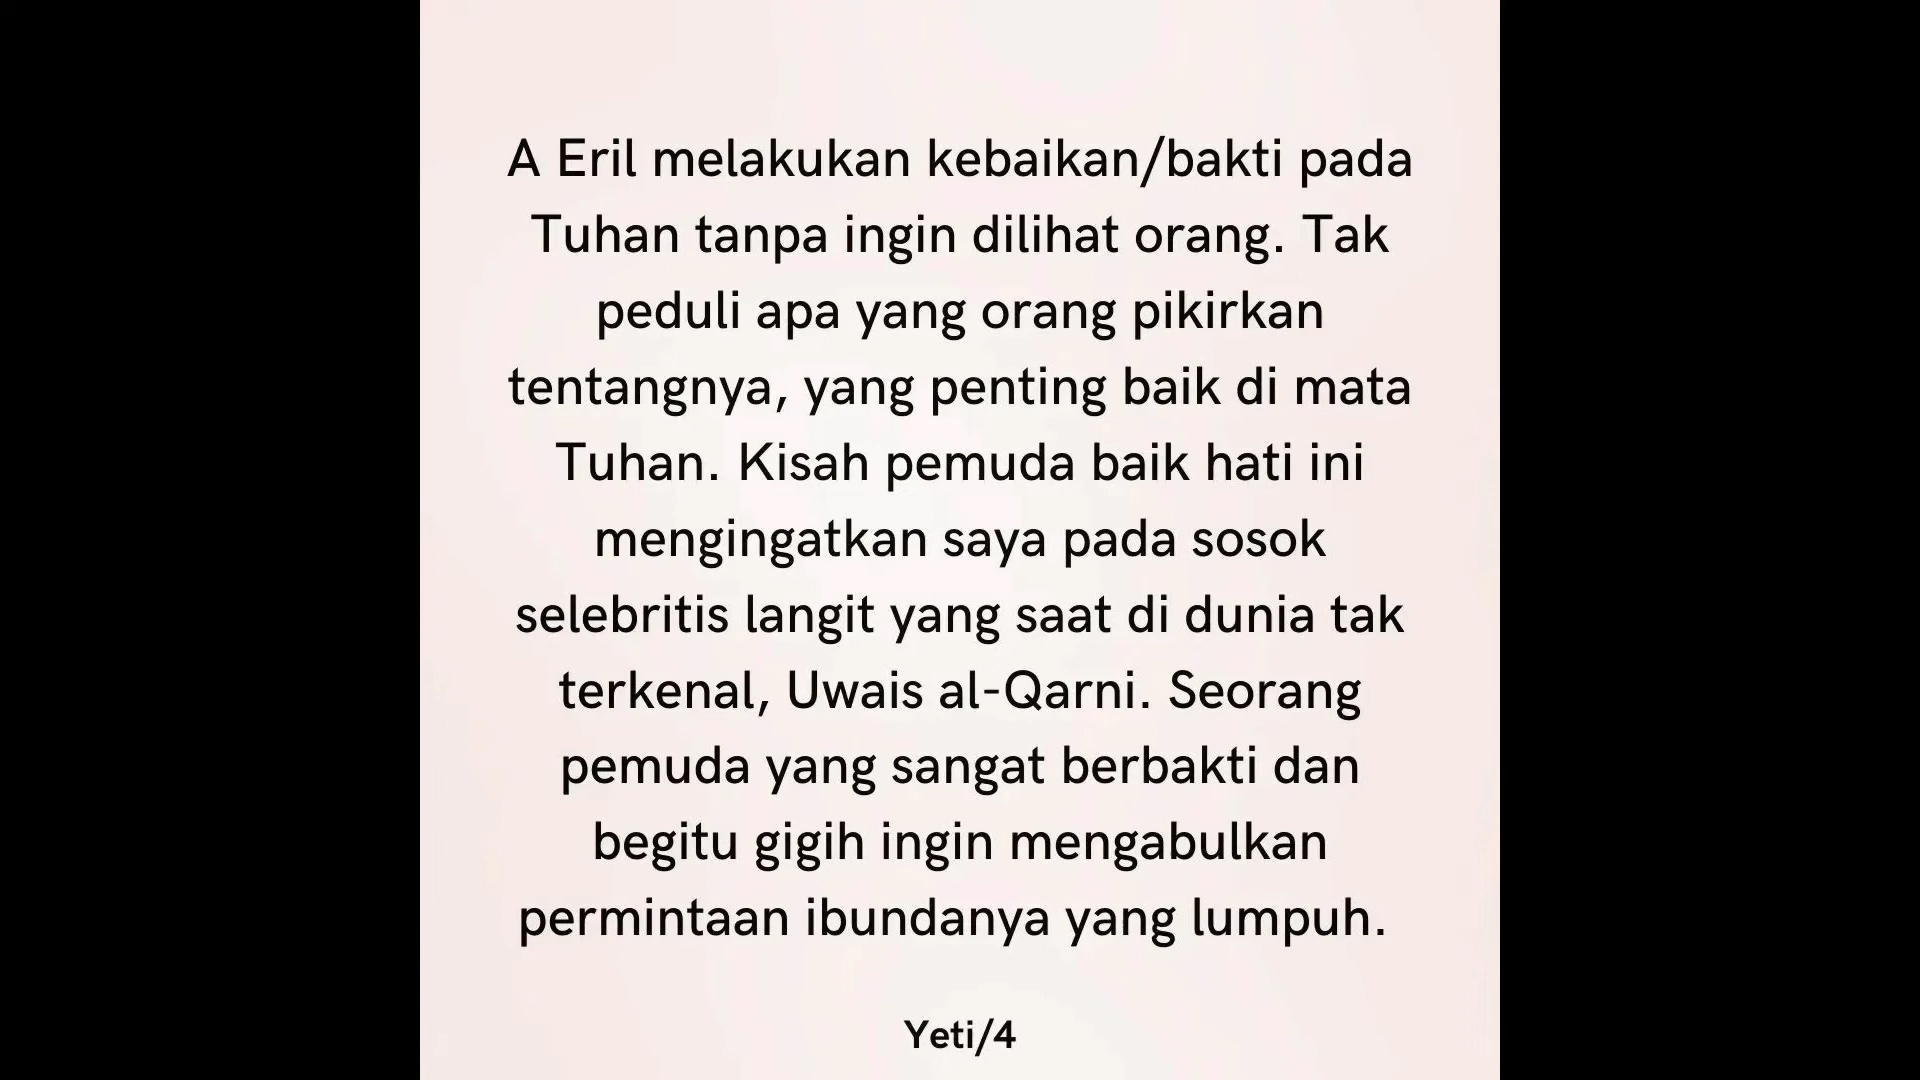 A Eril melakukan kebaikan/bakti pada
Tuhan tanpa ingin dilihat orang. Tak
peduli apa yang orang pikirkan
tentangnya, yang penting baik di mata
Tuhan. Kisah pemuda baik hati ini
mengingatkan saya pada sosok
selebritis langit yang saat di dunia tak
terkenal, Uwais al-Qarni. Seorang
pemuda yang sangat berbakti dan
begitu gigih ingin mengabulkan
permintaan ibundanya yang lumpuh.
Yeti/4